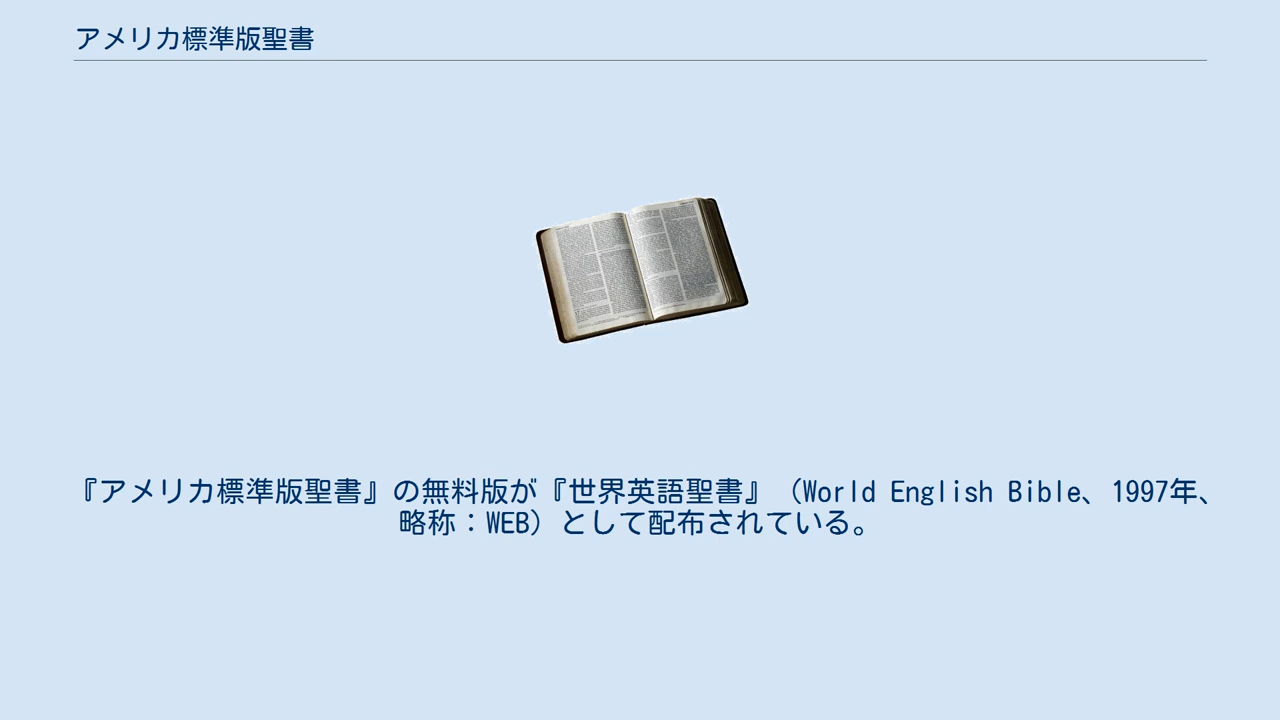 アメリカ標準版聖書
『アメリカ標準版聖書』の無料版が『世界英語聖書』（World English Bible、1997年、
略称：WEB）として配布されている。